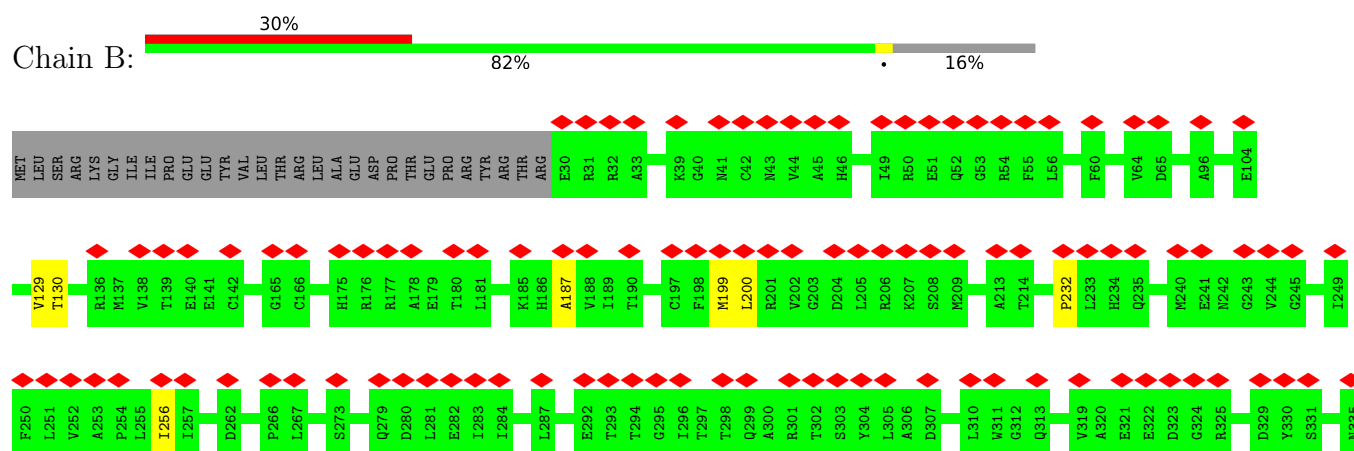 30%
Chain B:
82% • 16%
MET LEU SER ARG LYS GLY ILE ILE PRO GLU GLU TYR VAL LEU THR ARG LEU ALA GLU ASP PRO THR GLU PRO ARG TYR ARG THR ARG E30 R31 R32 A33 K39 G40 N41 C42 N43 V44 A45 H46 I49 R50 E51 Q52 G53 R54 F55 L56 F60 V64 D65 A96 E104
V129 T130 R136 M137 V138 T139 E140 E141 C142 G165 C166 H175 R176 R177 A178 E179 T180 L181 K185 H186 A187 V188 I189 T190 C197 F198 M199 L200 R201 V202 G203 D204 L205 R206 K207 S208 M209 A213 T214 P232 L233 H234 Q235 M240 E241 N242 G243 V244 G245 I249
F250 L251 V252 A253 P254 L255 I256 I257 D262 P266 L267 S273 Q279 D280 L281 E282 I283 I284 L287 E292 T293 T294 G295 I296 T297 T298 Q299 A300 R301 T302 S303 Y304 L305 A306 D307 L310 W311 G312 Q313 V319 A320 E321 E322 D323 G324 R325 D329 Y330 S331 N335